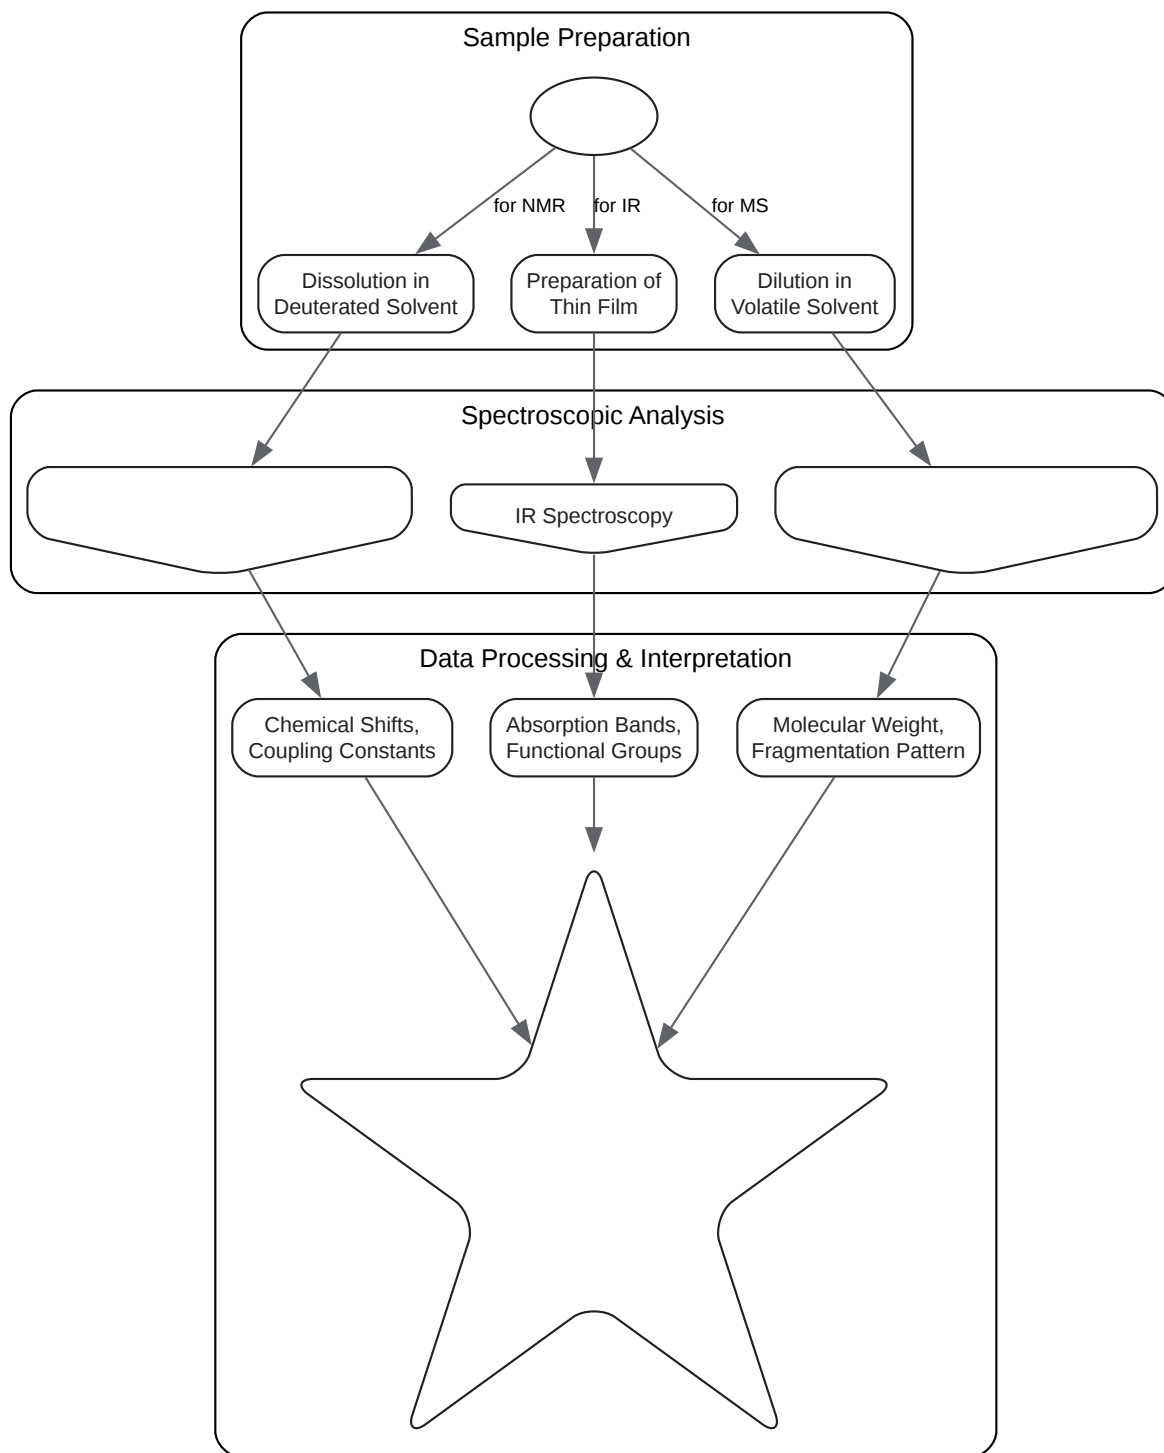 Sample Preparation
for NMR
for IR
for MS
Dissolution in
Deuterated Solvent
Preparation of
Thin Film
Dilution in
Volatile Solvent
Spectroscopic Analysis
IR Spectroscopy
Data Processing & Interpretation
Chemical Shifts,
Coupling Constants
Absorption Bands,
Functional Groups
Molecular Weight,
Fragmentation Pattern